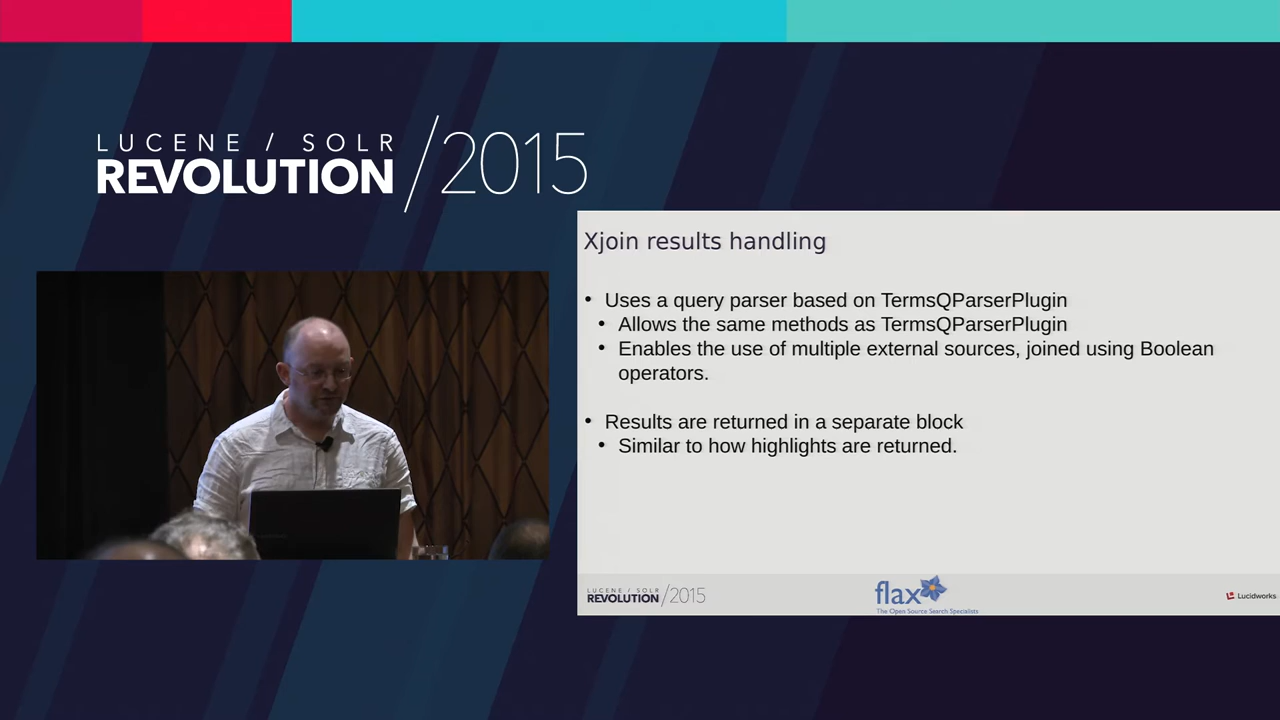 LUCENE / SOLR
REVOLUTION /2015
Xjoin results handling
• Uses a query parser based on TermsQParserPlugin
• Allows the same methods as TermsQParserPlugin
• Enables the use of multiple external sources, joined using Boolean
operators.
• Results are returned in a separate block
• Similar to how highlights are returned.
LUCENE / SOLR
REVOLUTION /2015
flax
The Open Source Search Specialists
Lucidworks